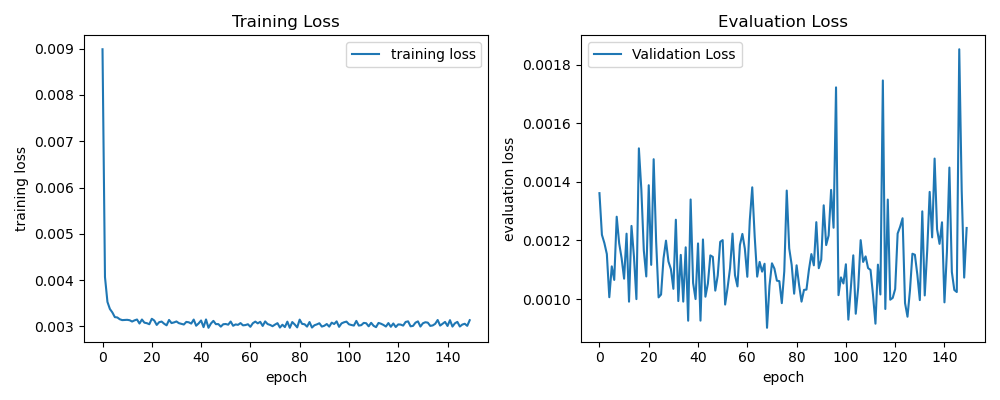 Training Loss
training loss
0.009
0.008
0.007
0.006
0.005
0.004
0.003
training loss
0 20 40 60 80 100 120 140
epoch
Evaluation Loss
Validation Loss
0.0018
0.0016
0.0014
0.0012
0.0010
evaluation loss
0 20 40 60 80 100 120 140
epoch